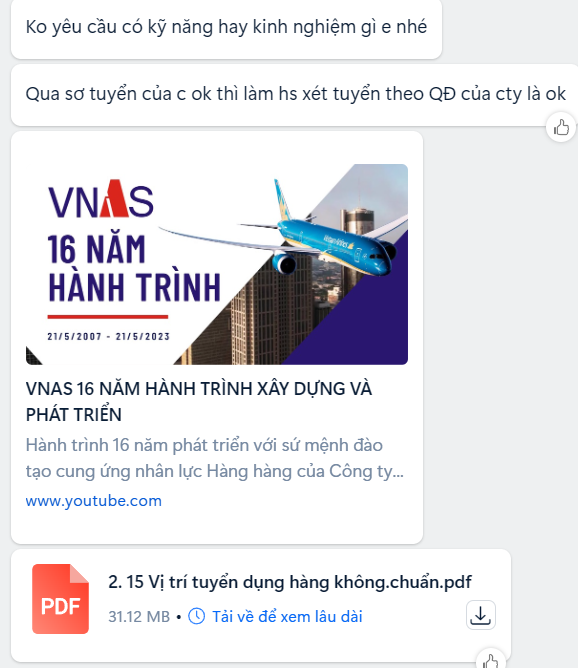 Ko yêu cầu có kỹ năng hay kinh nghiệm gì e nhé
Qua sơ tuyển của c ok thì làm hs xét tuyển theo QĐ của cty là ok
VNAS
16 NĂM
HÀNH TRÌNH
21/5/2007 - 21/5/2023
VNAS 16 NĂM HÀNH TRÌNH XÂY DỰNG VÀ
PHÁT TRIỂN
Hành trình 16 năm phát triển với sứ mệnh đào
tạo cung ứng nhân lực Hàng hàng của Công ty...
www.youtube.com
PDF
2. 15 Vị trí tuyển dụng hàng không.chuẩn.pdf
31.12 MB • Tải về để xem lâu dài